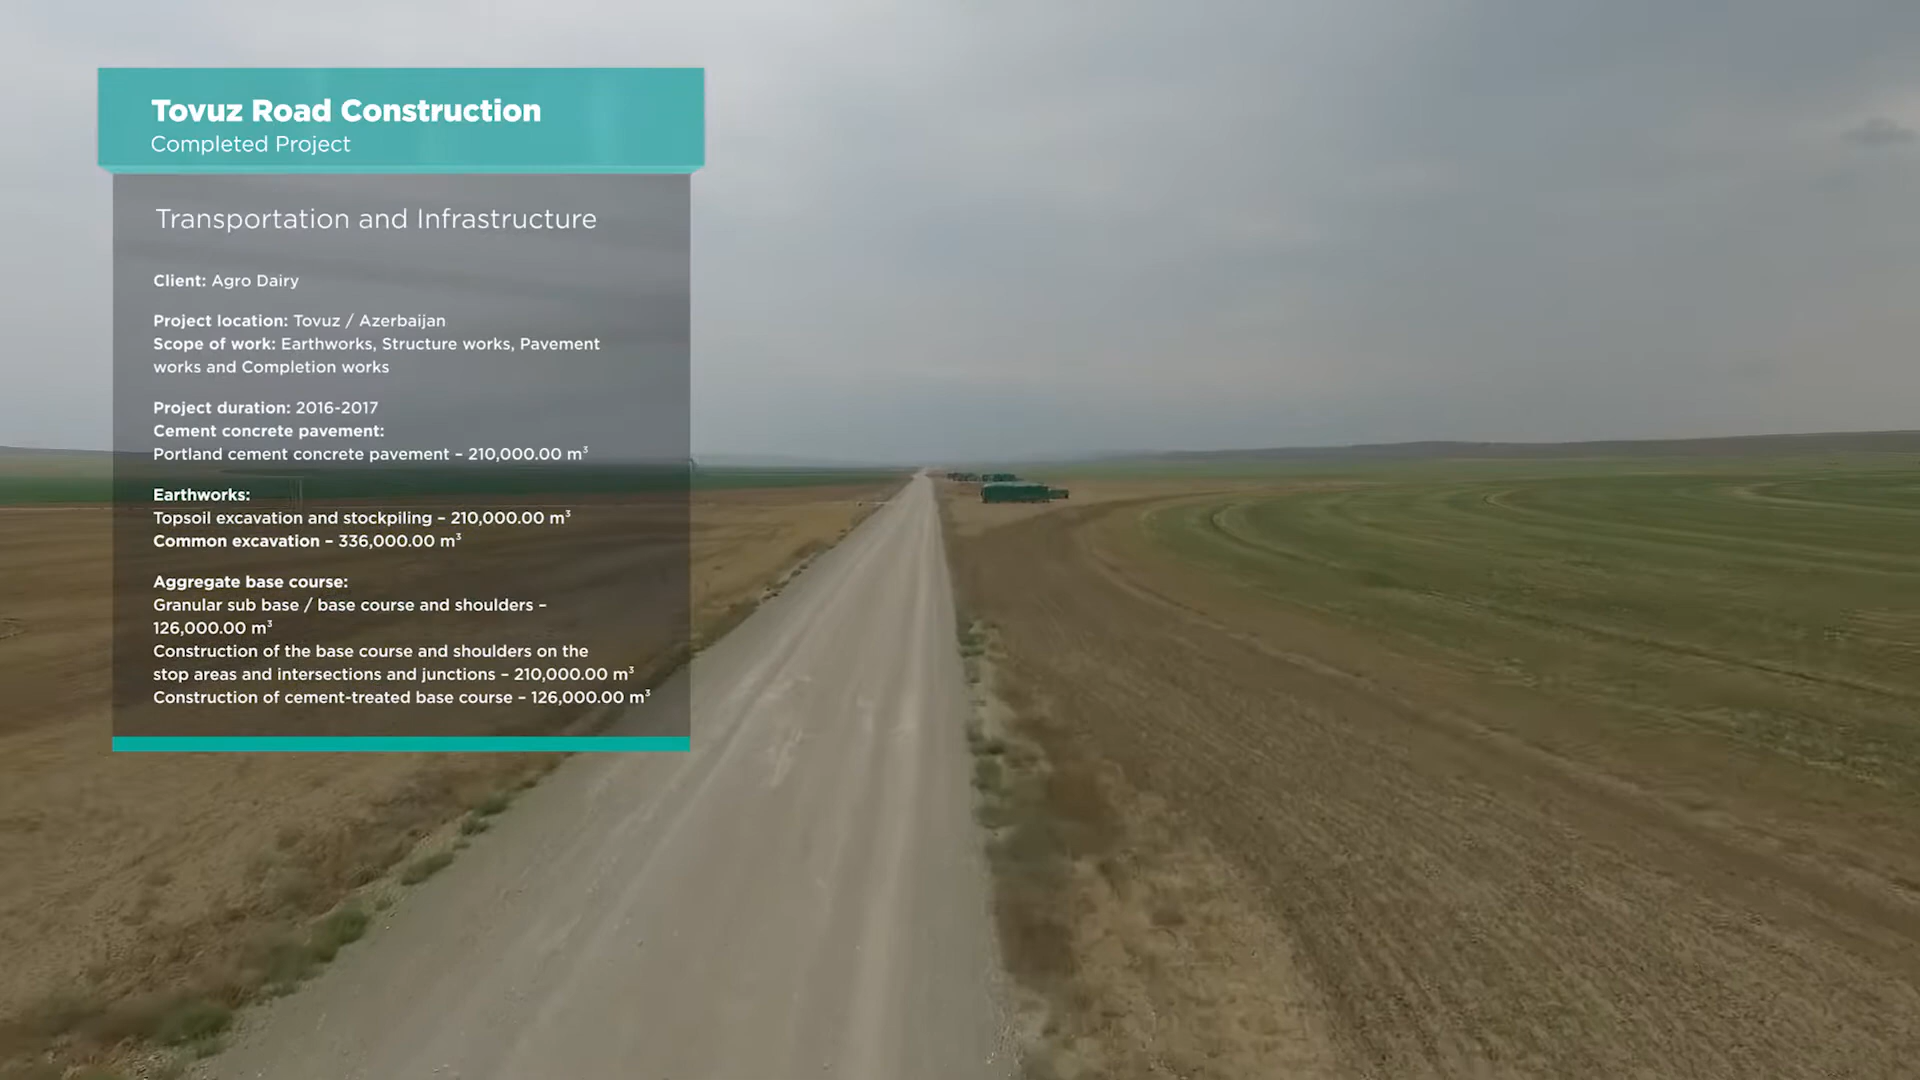 Tovuz Road Construction
Completed Project
Transportation and Infrastructure
Client: Agro Dairy
Project location: Tovuz / Azerbaijan
Scope of work: Earthworks, Structure works, Pavement
works and Completion works
Project duration: 2016-2017
Cement concrete pavement:
Portland cement concrete pavement – 210,000.00 m³
Earthworks:
Topsoil excavation and stockpiling – 210,000.00 m³
Common excavation – 336,000.00 m³
Aggregate base course:
Granular sub base / base course and shoulders –
126,000.00 m³
Construction of the base course and shoulders on the
stop areas and intersections and junctions – 210,000.00 m³
Construction of cement-treated base course – 126,000.00 m³